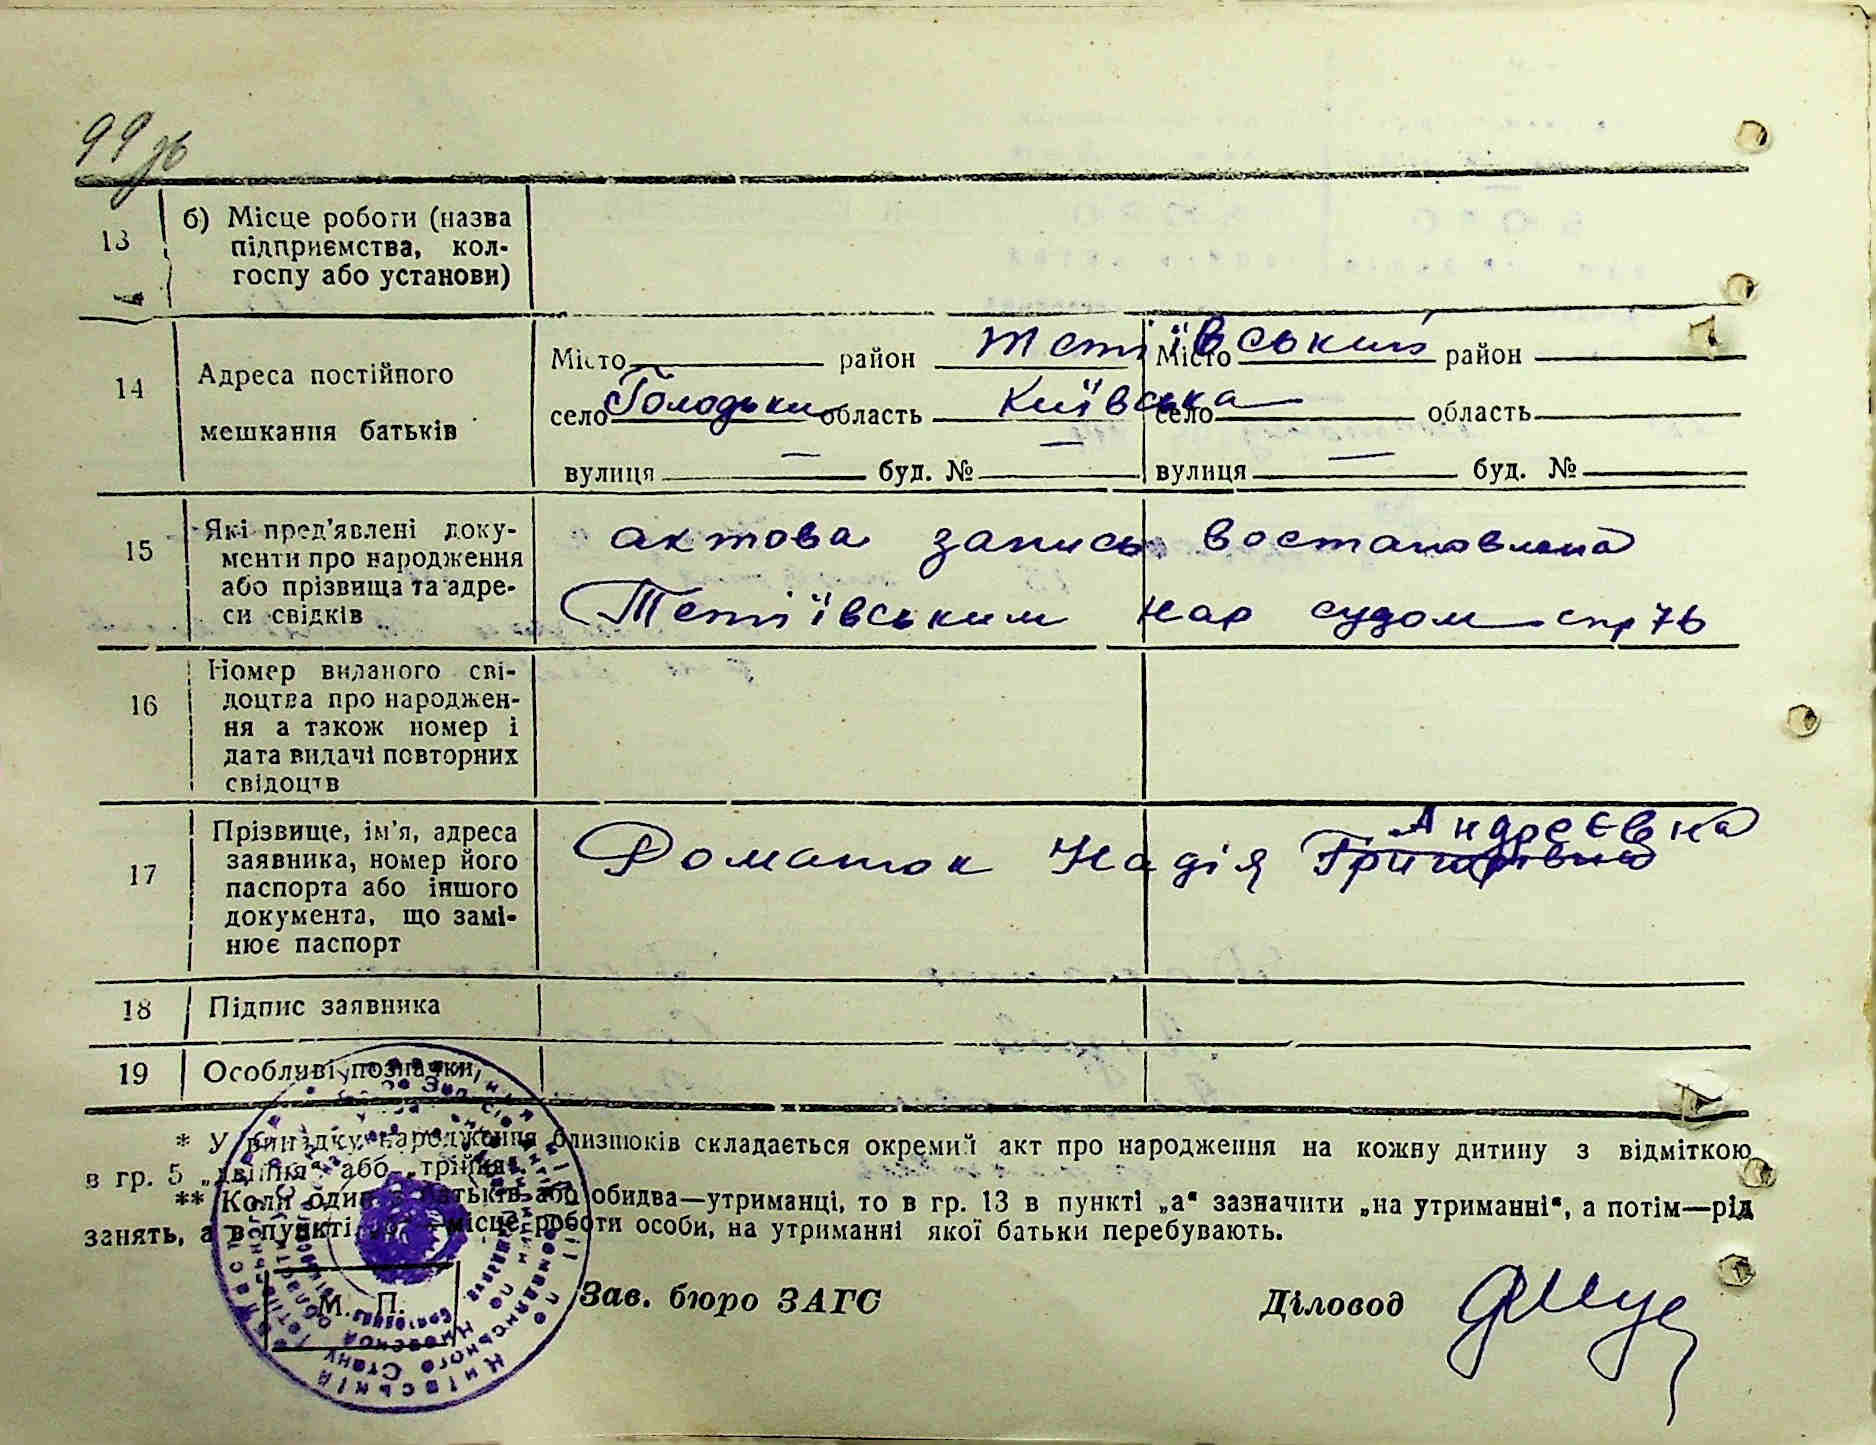 99 зв
13 б) Місце роботи (назва
підприємства, кол-
госпу або установи)
14 Адреса постійного
мешкання батьків
Місто район Тетіївський Місто район
село Голодьки область Київська село область
вулиця — буд. № — вулиця — буд. №
15 Які пред'явлені доку-
менти про народження
або прізвища та адре-
си свідків
актова запись востановлена
Тетіївським нар судом спр 76
16 Номер виданого сві-
доцтва про народжен-
ня а також номер і
дата видачі повторних
свідоцтв
17 Прізвище, ім'я, адреса
заявника, номер його
паспорта або іншого
документа, що замі-
нює паспорт
Андреєвна
Доматок Надія
18 Підпис заявника
19 Особливі позначки
* У випадку народження близнюків складається окремий акт про народження на кожну дитину з відміткою
в гр. 5 „двійня" або „трійня"
** Коли один з батьків або обидва—утриманці, то в гр. 13 в пункті „а" зазначити „на утриманні", а потім—рід
занять, а в пункті „б"—місце роботи особи, на утриманні якої батьки перебувають.
М. П. Зав. бюро ЗАГС Діловод